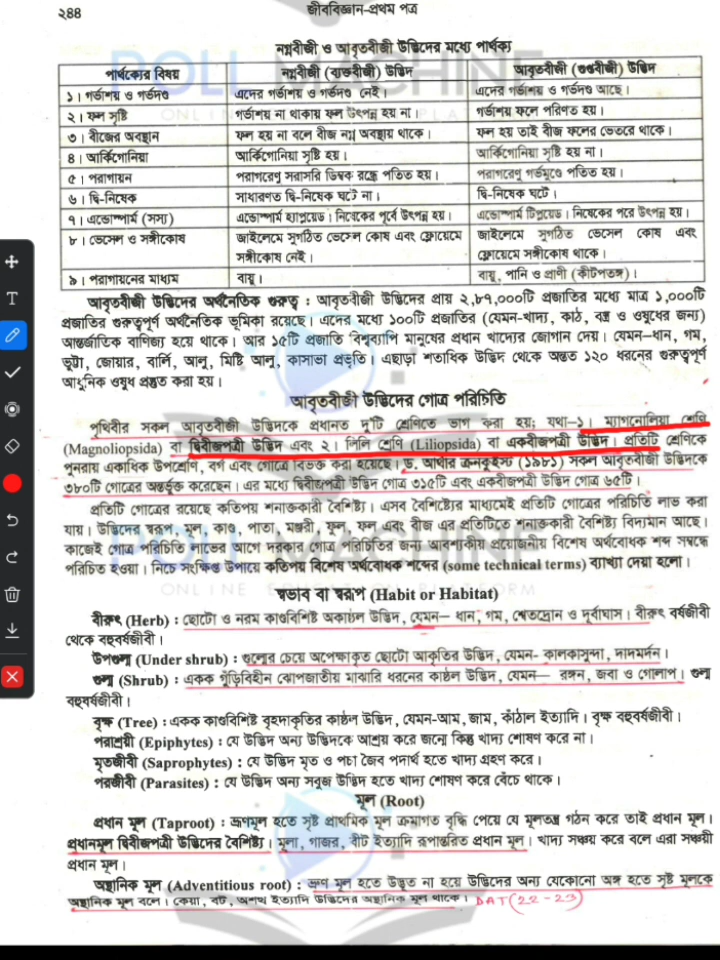 ২৪৪
জীববিজ্ঞান-প্রথম পত্র
নগ্নবীজী ও আবৃতবীজী উদ্ভিদের মধ্যে পার্থক্য
পার্থক্যের বিষয় নগ্নবীজী (ব্যক্তবীজী) উদ্ভিদ আবৃতবীজী (গুপ্তবীজী) উদ্ভিদ
১। গর্ভাশয় ও গর্ভদণ্ড এদের গর্ভাশয় ও গর্ভদণ্ড নেই। এদের গর্ভাশয় ও গর্ভদণ্ড আছে।
২। ফল সৃষ্টি গর্ভাশয় না থাকায় ফল উৎপন্ন হয় না। গর্ভাশয় ফলে পরিণত হয়।
৩। বীজের অবস্থান ফল হয় না বলে বীজ নগ্ন অবস্থায় থাকে। ফল হয় তাই বীজ ফলের ভেতরে থাকে।
৪। আর্কিগোনিয়া আর্কিগোনিয়া সৃষ্টি হয়। আর্কিগোনিয়া সৃষ্টি হয় না।
৫। পরাগায়ন পরাগরেণু সরাসরি ডিম্বক রন্ধ্রে পতিত হয়। পরাগরেণু গর্ভমুণ্ডে পতিত হয়।
৬। দ্বি-নিষেক সাধারণত দ্বি-নিষেক ঘটে না। দ্বি-নিষেক ঘটে।
৭। এন্ডোস্পার্ম (সস্য) এন্ডোস্পার্ম হ্যাপ্লয়েড। নিষেকের পূর্বে উৎপন্ন হয়। এন্ডোস্পার্ম ট্রিপ্লয়েড। নিষেকের পরে উৎপন্ন হয়।
৮। ভেসেল ও সঙ্গীকোষ জাইলেমে সুগঠিত ভেসেল কোষ এবং ফ্লোয়েমে জাইলেমে সুগঠিত ভেসেল কোষ এবং
সঙ্গীকোষ নেই। ফ্লোয়েমে সঙ্গীকোষ থাকে।
৯। পরাগায়নের মাধ্যম বায়ু। বায়ু, পানি ও প্রাণী (কীটপতঙ্গ)।
আবৃতবীজী উদ্ভিদের অর্থনৈতিক গুরুত্ব : আবৃতবীজী উদ্ভিদের প্রায় ২,৮৭,০০০টি প্রজাতির মধ্যে মাত্র ১,০০০টি
প্রজাতির গুরুত্বপূর্ণ অর্থনৈতিক ভূমিকা রয়েছে। এদের মধ্যে ১০০টি প্রজাতির (যেমন-খাদ্য, কাঠ, বস্ত্র ও ওষুধের জন্য)
আন্তর্জাতিক বাণিজ্য হয়ে থাকে। আর ১৫টি প্রজাতি বিশ্বব্যাপি মানুষের প্রধান খাদ্যের জোগান দেয়। যেমন—ধান, গম,
ভুট্টা, জোয়ার, বার্লি, আলু, মিষ্টি আলু, কাসাভা প্রভৃতি। এছাড়া শতাধিক উদ্ভিদ থেকে অন্তত ১২০ ধরনের গুরুত্বপূর্ণ
আধুনিক ওষুধ প্রস্তুত করা হয়।
আবৃতবীজী উদ্ভিদের গোত্র পরিচিতি
পৃথিবীর সকল আবৃতবীজী উদ্ভিদকে প্রধানত দু'টি শ্রেণিতে ভাগ করা হয়; যথা-১। ম্যাগনোলিয়া শ্রেণি
(Magnoliopsida) বা দ্বিবীজপত্রী উদ্ভিদ এবং ২। লিলি শ্রেণি (Liliopsida) বা একবীজপত্রী উদ্ভিদ। প্রতিটি শ্রেণিকে
পুনরায় একাধিক উপশ্রেণি, বর্গ এবং গোত্রে বিভক্ত করা হয়েছে। ড. আর্থার ক্রনকুইস্ট (১৯৮১) সকল আবৃতবীজী উদ্ভিদকে
৩৮০টি গোত্রের অন্তর্ভুক্ত করেছেন। এর মধ্যে দ্বিবীজপত্রী উদ্ভিদ গোত্র ৩১৫টি এবং একবীজপত্রী উদ্ভিদ গোত্র ৬৫টি।
প্রতিটি গোত্রের রয়েছে কতিপয় শনাক্তকারী বৈশিষ্ট্য। এসব বৈশিষ্ট্যের মাধ্যমেই প্রতিটি গোত্রের পরিচিতি লাভ করা
যায়। উদ্ভিদের স্বরূপ, মূল, কাণ্ড, পাতা, মঞ্জরী, ফুল, ফল এবং বীজ এর প্রতিটিতে শনাক্তকারী বৈশিষ্ট্য বিদ্যমান আছে।
কাজেই গোত্র পরিচিতি লাভের আগে দরকার গোত্র পরিচিতির জন্য আবশ্যকীয় প্রয়োজনীয় বিশেষ অর্থবোধক শব্দ সম্বন্ধে
পরিচিত হওয়া। নিচে সংক্ষিপ্ত উপায়ে কতিপয় বিশেষ অর্থবোধক শব্দের (some technical terms) ব্যাখ্যা দেয়া হলো।
স্বভাব বা স্বরূপ (Habit or Habitat)
বীরুৎ (Herb) : ছোটো ও নরম কাণ্ডবিশিষ্ট অকাষ্ঠল উদ্ভিদ, যেমন— ধান, গম, শ্বেতদ্রোন ও দূর্বাঘাস। বীরুৎ বর্ষজীবী
থেকে বহুবর্ষজীবী।
উপগুল্ম (Under shrub) : গুল্মের চেয়ে অপেক্ষাকৃত ছোটো আকৃতির উদ্ভিদ, যেমন- কালকাসুন্দা, দাদমর্দন।
গুল্ম (Shrub) : একক গুঁড়িবিহীন ঝোপজাতীয় মাঝারি ধরনের কাষ্ঠল উদ্ভিদ, যেমন— রঙ্গন, জবা ও গোলাপ। গুল্ম
বহুবর্ষজীবী।
বৃক্ষ (Tree) : একক কাণ্ডবিশিষ্ট বৃহদাকৃতির কাষ্ঠল উদ্ভিদ, যেমন-আম, জাম, কাঁঠাল ইত্যাদি। বৃক্ষ বহুবর্ষজীবী।
পরাশ্রয়ী (Epiphytes) : যে উদ্ভিদ অন্য উদ্ভিদকে আশ্রয় করে জন্মে কিন্তু খাদ্য শোষণ করে না।
মৃতজীবী (Saprophytes) : যে উদ্ভিদ মৃত ও পচা জৈব পদার্থ হতে খাদ্য গ্রহণ করে।
পরজীবী (Parasites) : যে উদ্ভিদ অন্য সবুজ উদ্ভিদ হতে খাদ্য শোষণ করে বেঁচে থাকে।
মূল (Root)
প্রধান মূল (Taproot) : ভ্রূণমূল হতে সৃষ্ট প্রাথমিক মূল ক্রমাগত বৃদ্ধি পেয়ে যে মূলতন্ত্র গঠন করে তাই প্রধান মূল।
প্রধানমূল দ্বিবীজপত্রী উদ্ভিদের বৈশিষ্ট্য। মূলা, গাজর, বীট ইত্যাদি রূপান্তরিত প্রধান মূল। খাদ্য সঞ্চয় করে বলে এরা সঞ্চয়ী
প্রধান মূল।
অস্থানিক মূল (Adventitious root) : ভ্রূণ মূল হতে উদ্ভূত না হয়ে উদ্ভিদের অন্য যেকোনো অঙ্গ হতে সৃষ্ট মূলকে
অস্থানিক মূল বলে। কেয়া, বট, অশ্বথ ইত্যাদি উদ্ভিদের অস্থানিক মূল থাকে। DAT(22-23)
POLL MACHINE
ONLINE EDUCATION PLATFORM